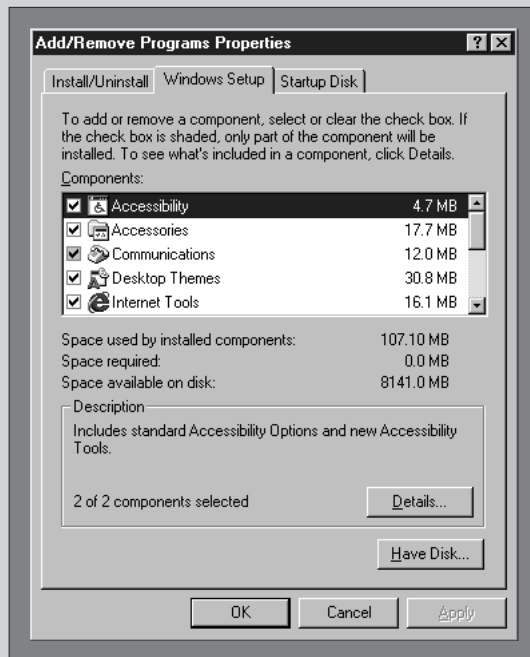 Add/Remove Programs Properties
Install/Uninstall Windows Setup Startup Disk
To add or remove a component, select or clear the check box. If
the check box is shaded, only part of the component will be
installed. To see what's included in a component, click Details.
Components:
Accessibility 4.7 MB
Accessories 17.7 MB
Communications 12.0 MB
Desktop Themes 30.8 MB
Internet Tools 16.1 MB
Space used by installed components: 107.10 MB
Space required: 0.0 MB
Space available on disk: 8141.0 MB
Description
Includes standard Accessibility Options and new Accessibility
Tools.
2 of 2 components selected Details...
Have Disk...
OK Cancel Apply